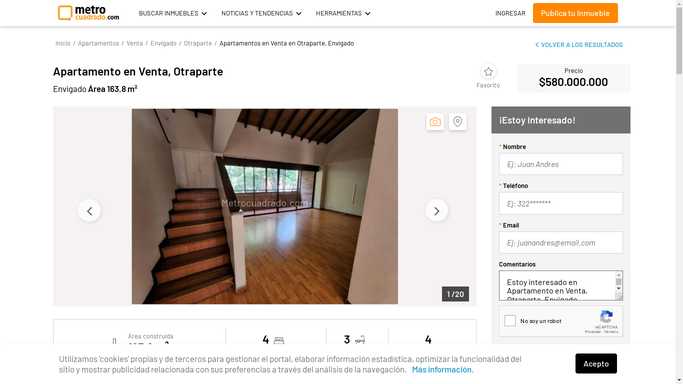 metro
cuadrado.com
BUSCAR INMUEBLES
NOTICIAS Y TENDENCIAS
HERRAMIENTAS
INGRESAR
Publica tu inmueble
Inicio / Apartamentos / Venta / Envigado / Otraparte / Apartamentos en Venta en Otraparte, Envigado
VOLVER A LOS RESULTADOS
Apartamento en Venta, Otraparte
Envigado Área 163.8 m²
Favorito
Precio
$580.000.000
Metrocuadrado.com
1 / 20
¡Estoy Interesado!
* Nombre
Ej: Juan Andres
* Teléfono
Ej: 322*******
* Email
Ej: juanandres@email.com
Comentarios
Estoy interesado en
Apartamento en Venta,
Otraparte, Envigado
No soy un robot
reCAPTCHA
Privacidad - Términos
Área construida
4
3
4
Utilizamos 'cookies' propias y de terceros para gestionar el portal, elaborar información estadística, optimizar la funcionalidad del
sitio y mostrar publicidad relacionada con sus preferencias a través del análisis de la navegación. Más información.
Acepto